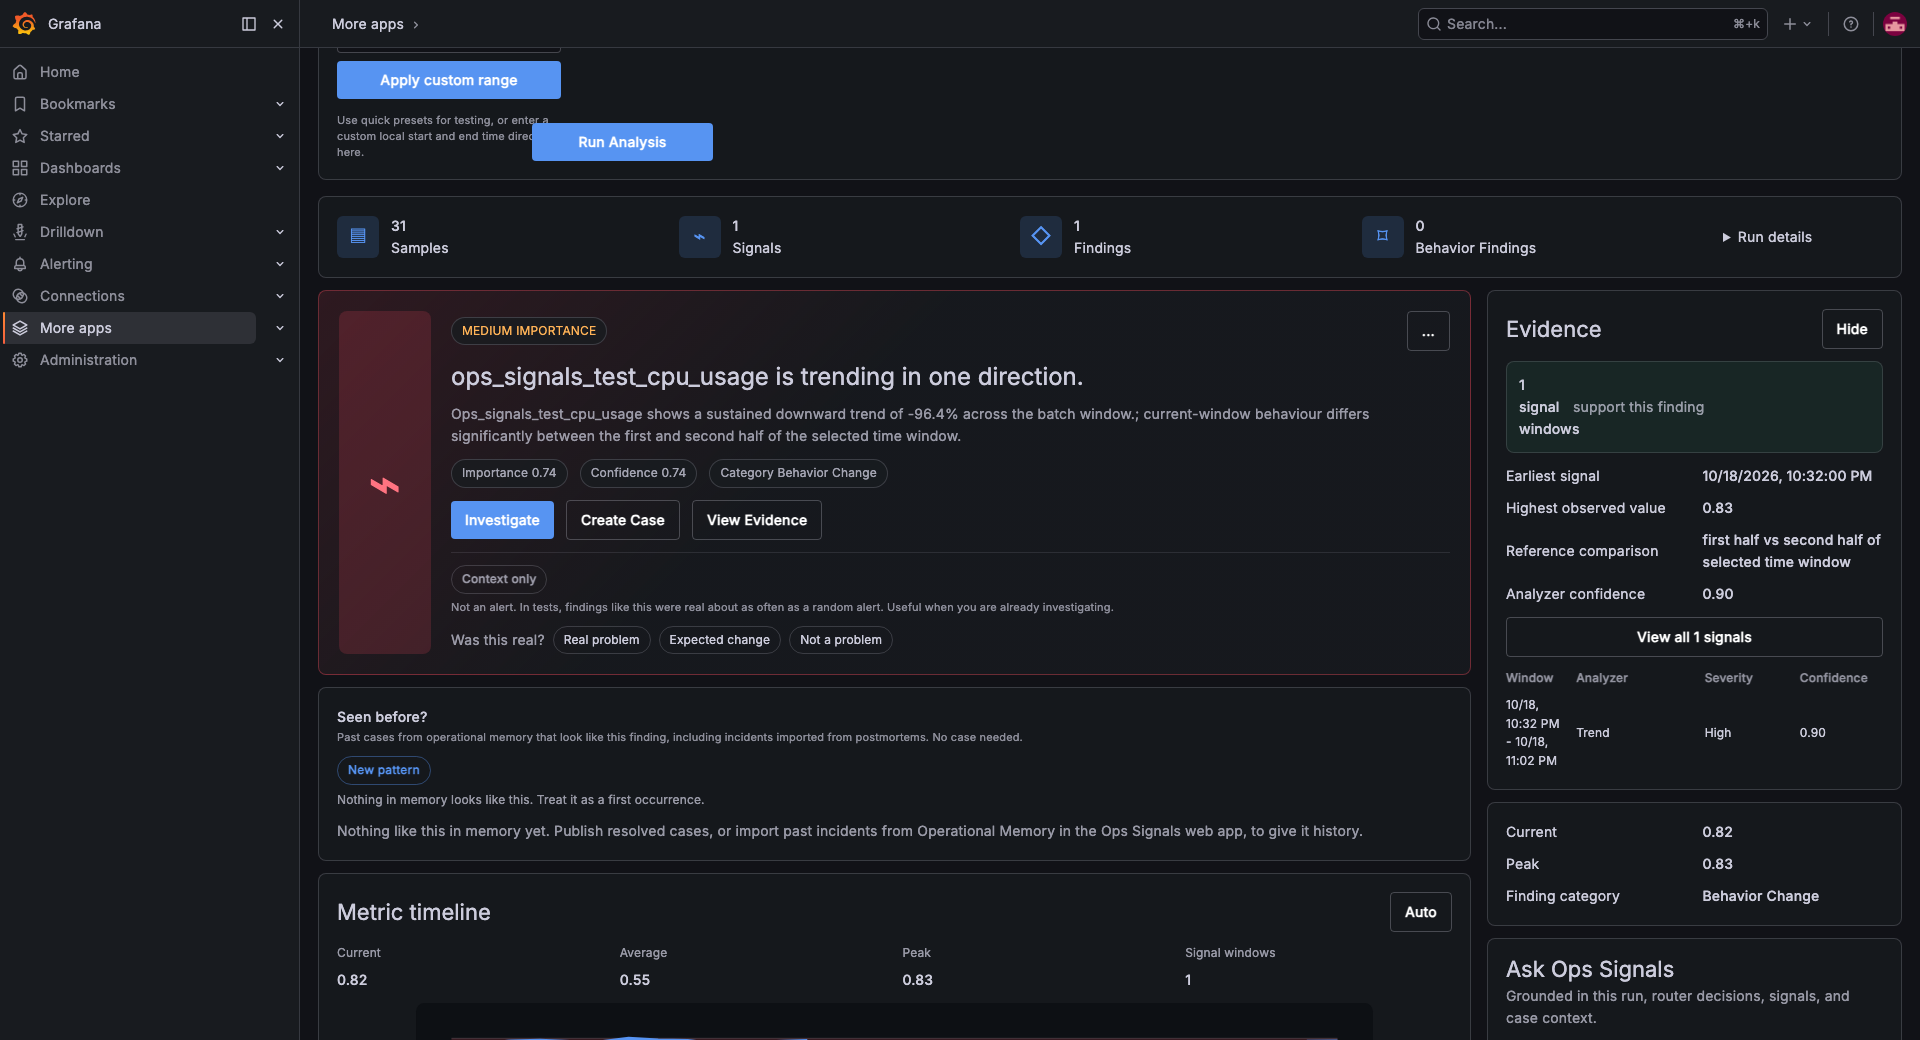 Grafana
More apps ›
Search...
⌘+k
Home
Bookmarks
Starred
Dashboards
Explore
Drilldown
Alerting
Connections
More apps
Administration
Apply custom range
Use quick presets for testing, or enter a
custom local start and end time direc
here.
Run Analysis
31
Samples
1
Signals
1
Findings
0
Behavior Findings
Run details
MEDIUM IMPORTANCE
...
ops_signals_test_cpu_usage is trending in one direction.
Ops_signals_test_cpu_usage shows a sustained downward trend of -96.4% across the batch window.; current-window behaviour differs
significantly between the first and second half of the selected time window.
Importance 0.74
Confidence 0.74
Category Behavior Change
Investigate
Create Case
View Evidence
Context only
Not an alert. In tests, findings like this were real about as often as a random alert. Useful when you are already investigating.
Was this real?
Real problem
Expected change
Not a problem
Seen before?
Past cases from operational memory that look like this finding, including incidents imported from postmortems. No case needed.
New pattern
Nothing in memory looks like this. Treat it as a first occurrence.
Nothing like this in memory yet. Publish resolved cases, or import past incidents from Operational Memory in the Ops Signals web app, to give it history.
Metric timeline
Auto
Current
0.82
Average
0.55
Peak
0.83
Signal windows
1
Evidence
Hide
1
signal
windows
support this finding
Earliest signal
10/18/2026, 10:32:00 PM
Highest observed value
0.83
Reference comparison
first half vs second half of
selected time window
Analyzer confidence
0.90
View all 1 signals
Window
Analyzer
Severity
Confidence
10/18,
10:32 PM
- 10/18,
11:02 PM
Trend
High
0.90
Current
0.82
Peak
0.83
Finding category
Behavior Change
Ask Ops Signals
Grounded in this run, router decisions, signals, and
case context.